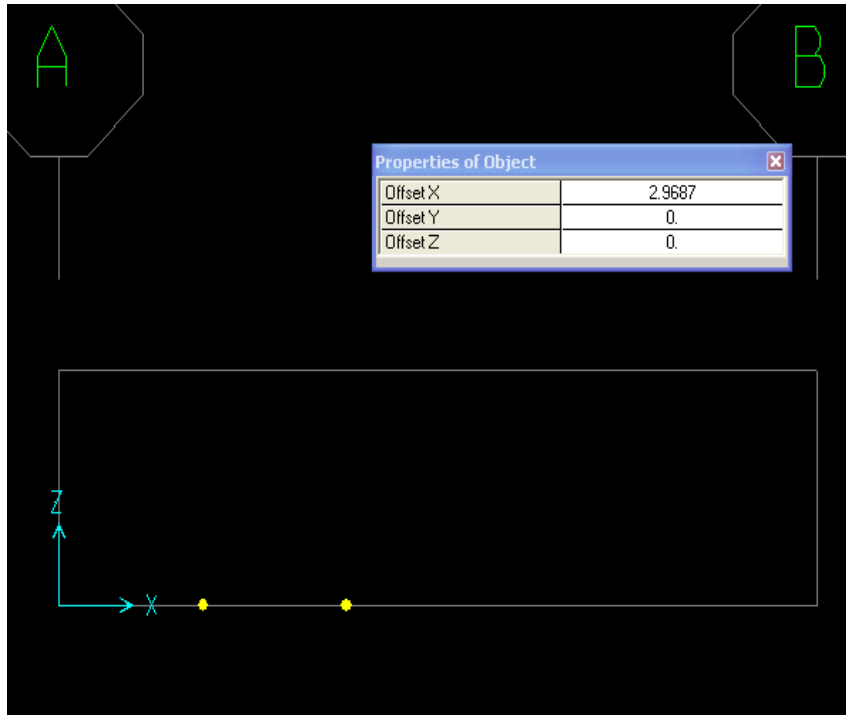 A B
Properties of Object
Offset X 2.9687
Offset Y 0.
Offset Z 0.
Z
X